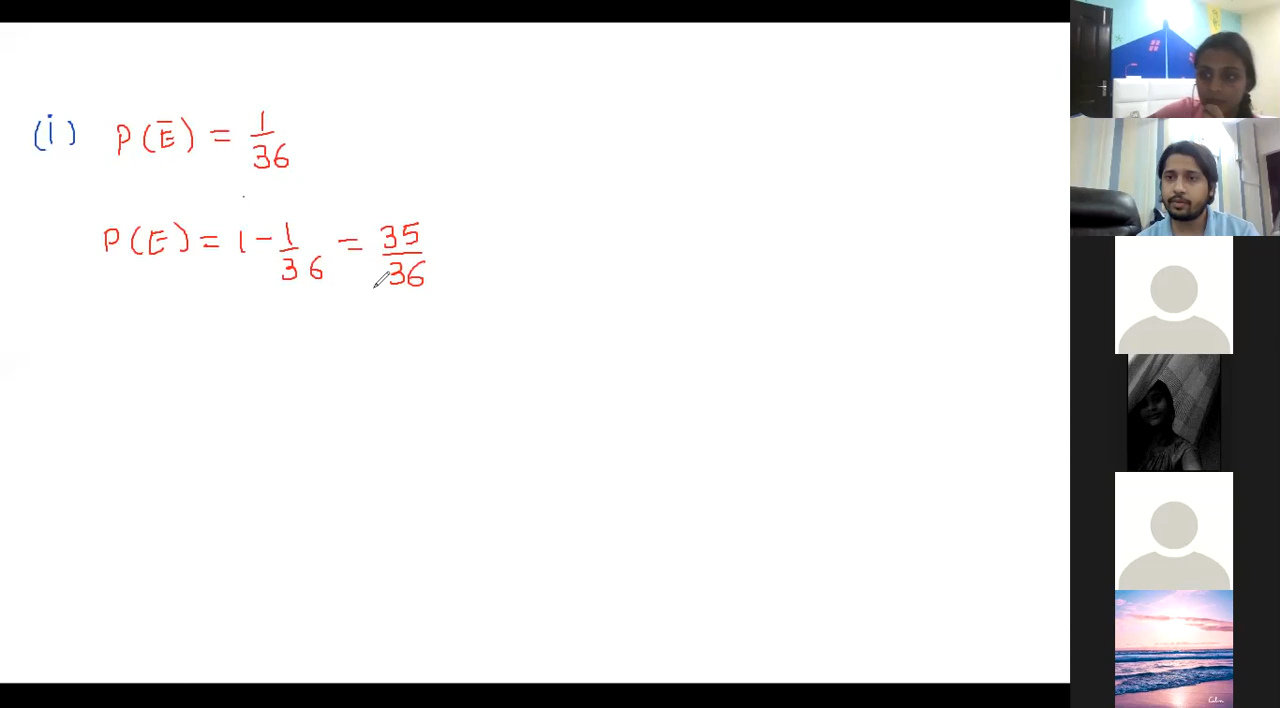 (i) P(E̅) = 1/36
P(E) = 1 - 1/36 = 35/36